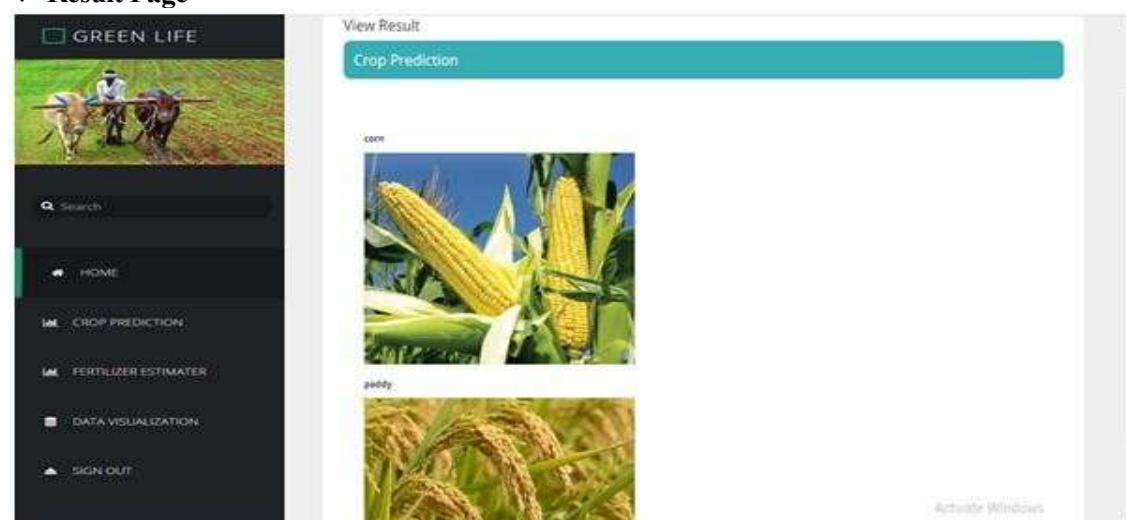 Result Page
GREEN LIFE
Search
HOME
CROP PREDICTION
FERTILIZER ESTIMATER
DATA VISUALIZATION
SIGN OUT
View Result
Crop Prediction
corn
paddy
Activate Windows